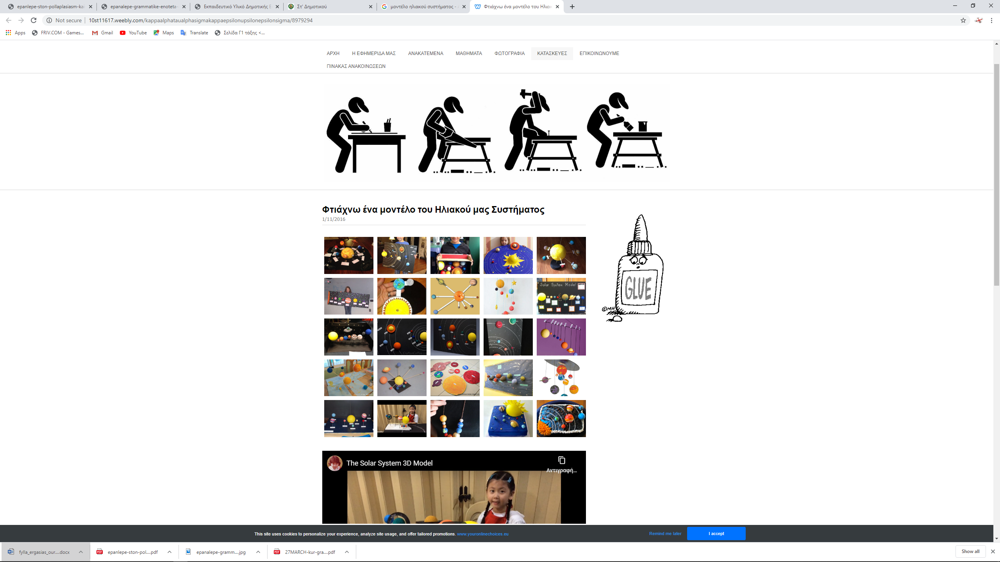 epanlepe-ston-pollaplasiasm-kai
epanalepe-grammatike-enoteta-
Εκπαιδευτικό Υλικό Δημοτικής Ε
Στ' Δημοτικού
μοντέλο ηλιακού συστήματος -
Φτιάχνω ένα μοντέλο του Ηλιακ
Not secure
10st11617.weebly.com/kappaalphataualphasigmakappaepsilonupsilonepsilonsigma/8979294
Apps
FRIV.COM - Games...
Gmail
YouTube
Maps
Translate
Σελίδα Γ1 τάξης <...
ΑΡΧΗ
Η ΕΦΗΜΕΡΙΔΑ ΜΑΣ
ΑΝΑΚΑΤΕΜΕΝΑ
ΜΑΘΗΜΑΤΑ
ΦΩΤΟΓΡΑΦΙΑ
ΚΑΤΑΣΚΕΥΕΣ
ΕΠΙΚΟΙΝΩΝΟΥΜΕ
ΠΙΝΑΚΑΣ ΑΝΑΚΟΙΝΩΣΕΩΝ
Φτιάχνω ένα μοντέλο του Ηλιακού μας Συστήματος
1/11/2016
GLUE
©MH
Solar System Model
CraftsnCoffee.co
The Solar System 3D Model
Αντιγραφή...
This site uses cookies to personalize your experience, analyze site usage, and offer tailored promotions. www.youronlinechoices.eu
Remind me later
I accept
fylla_ergasias_our....docx
epanlepe-ston-pol....pdf
epanalepe-gramm....jpg
27MARCH-kur-gra....pdf
Show all